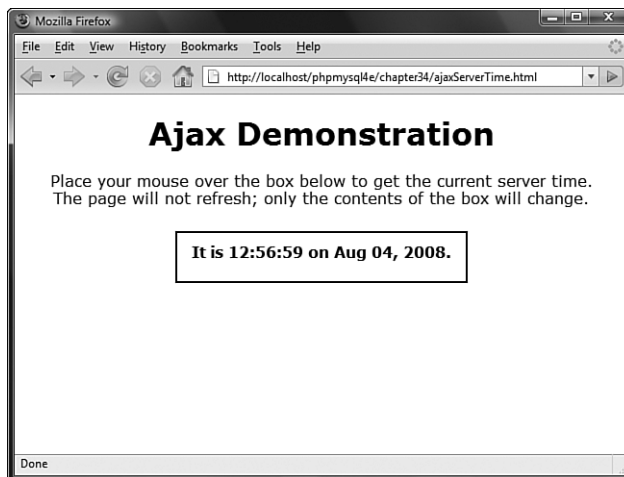 Mozilla Firefox
File Edit View History Bookmarks Tools Help
http://localhost/phpmysql4e/chapter34/ajaxServerTime.html
Ajax Demonstration
Place your mouse over the box below to get the current server time.
The page will not refresh; only the contents of the box will change.
It is 12:56:59 on Aug 04, 2008.
Done